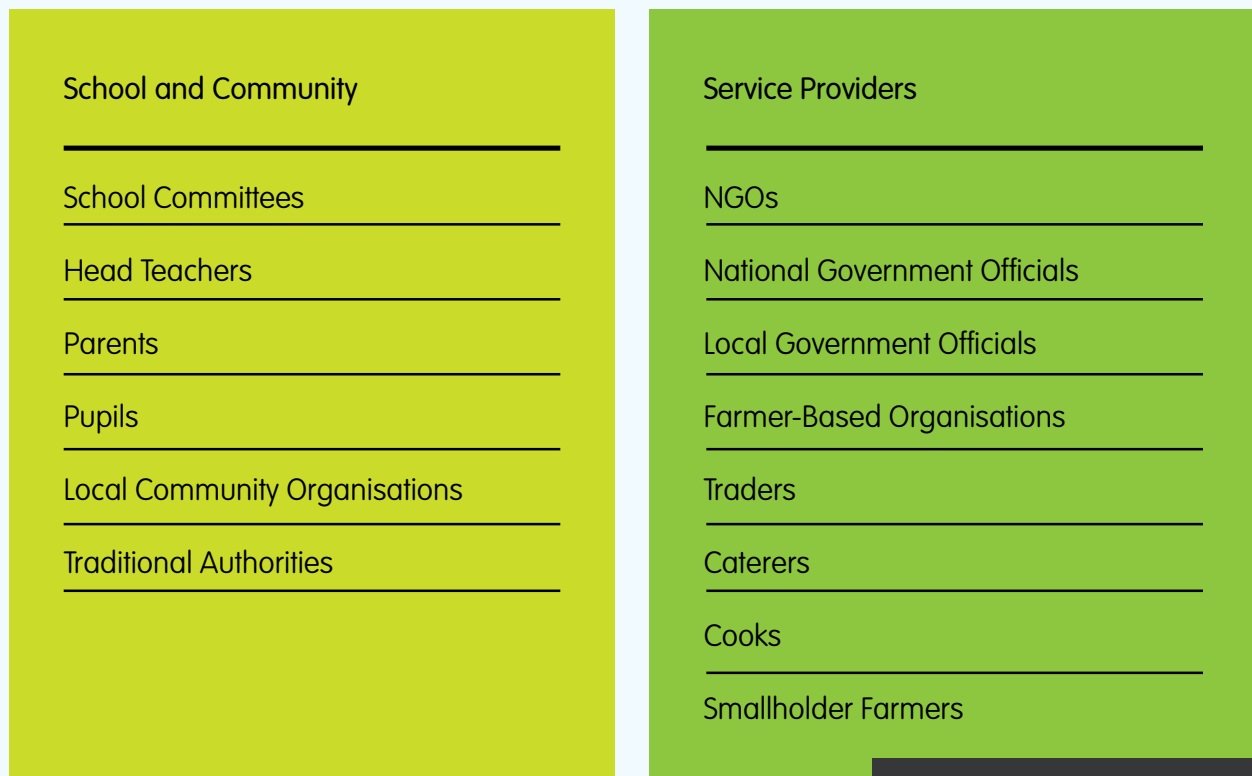 School and Community
School Committees
Head Teachers
Parents
Pupils
Local Community Organisations
Traditional Authorities
Service Providers
NGOs
National Government Officials
Local Government Officials
Farmer-Based Organisations
Traders
Caterers
Cooks
Smallholder Farmers